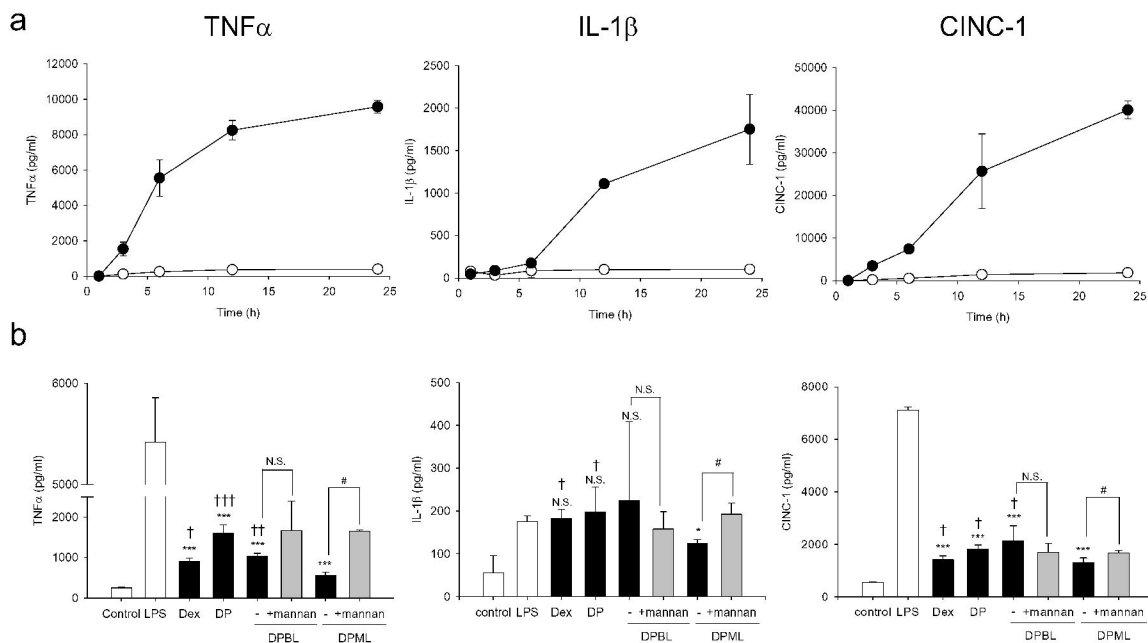 a
TNFα
IL-1β
CINC-1
TNFα (pg/ml)
12000
10000
8000
6000
4000
2000
0
0 5 10 15 20 25
Time (h)
IL-1β (pg/ml)
2500
2000
1500
1000
500
250
0
0 5 10 15 20 25
Time (h)
CINC-1 (pg/ml)
50000
40000
30000
20000
10000
0
0 5 10 15 20 25
Time (h)
b
TNFα (pg/ml)
6000
5000
2000
1000
0
† ***
††† ***
†† ***
N.S.
***
#
Control LPS Dex DP - +mannan - +mannan
DPBL DPML
IL-1β (pg/ml)
500
400
300
200
100
0
† N.S.
† N.S.
N.S.
N.S.
*
#
control LPS Dex DP - +mannan - +mannan
DPBL DPML
CINC-1 (pg/ml)
8000
6000
4000
2000
0
† ***
† ***
† ***
N.S.
***
#
control LPS Dex DP - +mannan - +mannan
DPBL DPML